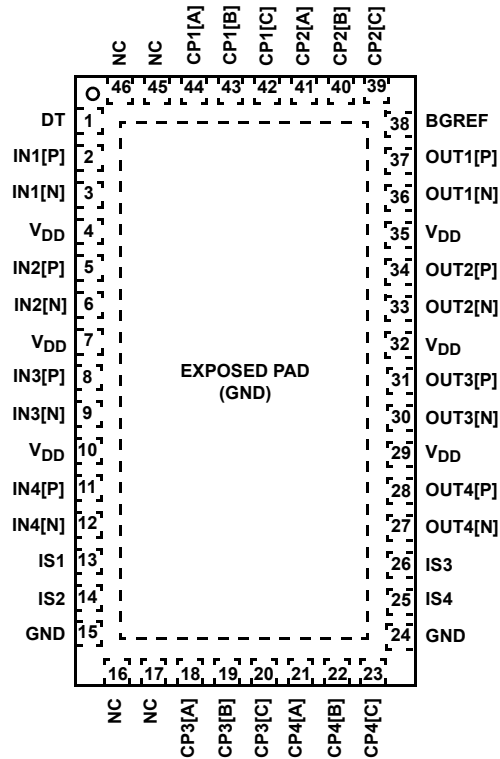 NC
NC
CP1[A]
CP1[B]
CP1[C]
CP2[A]
CP2[B]
CP2[C]
46
45
44
43
42
41
40
39
DT
1
38
BGREF
IN1[P]
2
37
OUT1[P]
IN1[N]
3
36
OUT1[N]
VDD
4
35
VDD
IN2[P]
5
34
OUT2[P]
IN2[N]
6
33
OUT2[N]
VDD
7
32
VDD
IN3[P]
8
31
OUT3[P]
IN3[N]
9
30
OUT3[N]
VDD
10
29
VDD
IN4[P]
11
28
OUT4[P]
IN4[N]
12
27
OUT4[N]
IS1
13
26
IS3
IS2
14
25
IS4
GND
15
24
GND
EXPOSED PAD
(GND)
16
17
18
19
20
21
22
23
NC
NC
CP3[A]
CP3[B]
CP3[C]
CP4[A]
CP4[B]
CP4[C]